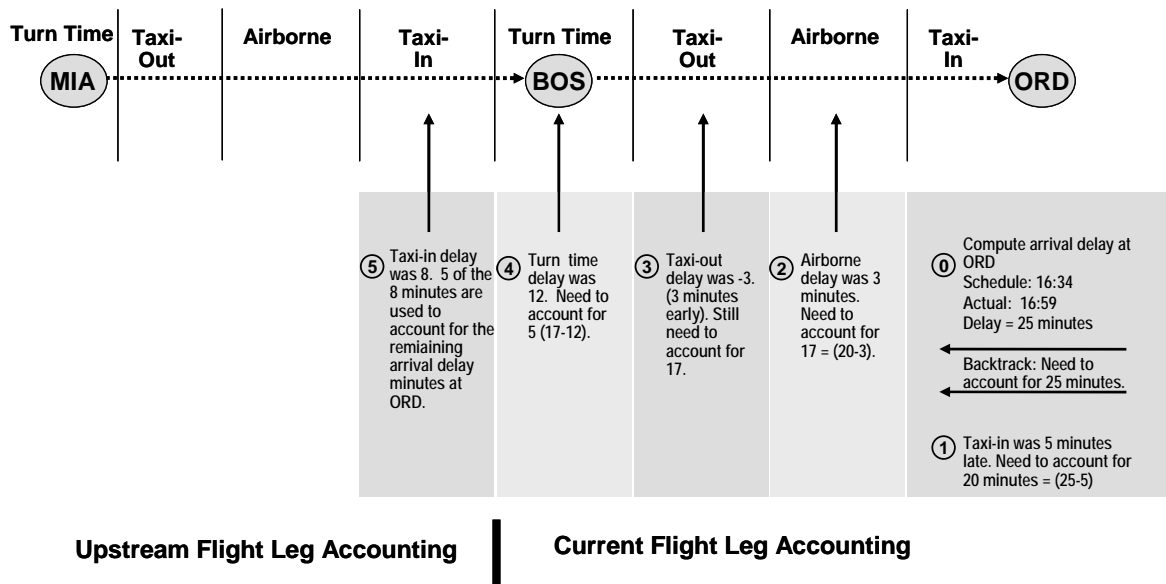 Turn Time
Taxi-
Out
Airborne
Taxi-
In
Turn Time
Taxi-
Out
Airborne
Taxi-
In
MIA
BOS
ORD
5
Taxi-in delay
was 8. 5 of the
8 minutes are
used to
account for the
remiaining
arrival delay
minutes at
ORD.
4
Turn time
delay was
12. Need to
account for
5 (17-12).
3
Taxi-out
delay was -3.
(3 minutes
early). Still
need to
account for
17.
2
Airborne
delay was 3
minutes.
Need to
account for
17 = (20-3).
0
Compute arrival delay at
ORD
Schedule: 16:34
Actual: 16:59
Delay = 25 minutes
Backtrack: Need to
account for 25 minutes.
1
Taxi-in was 5 minutes
late. Need to account for
20 minutes = (25-5)
Upstream Flight Leg Accounting
Current Flight Leg Accounting